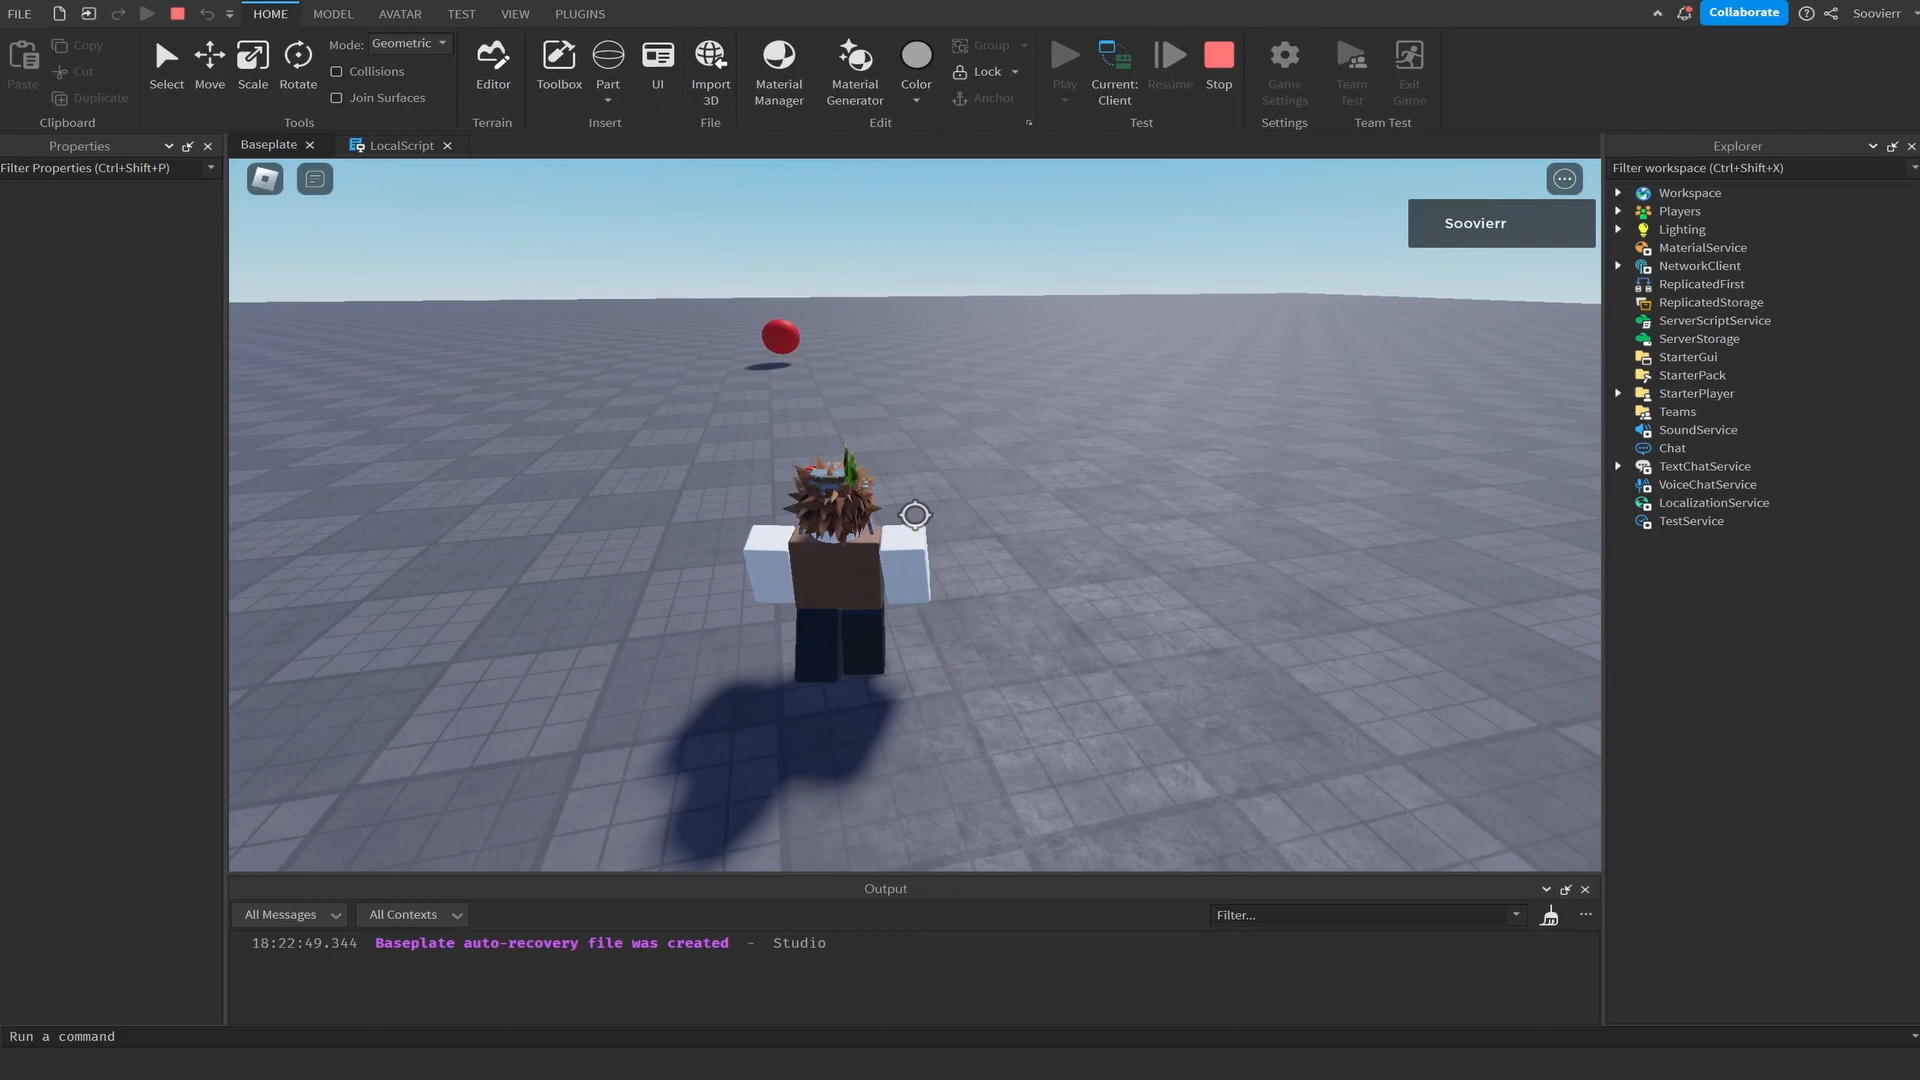 FILE HOME MODEL AVATAR TEST VIEW PLUGINS Collaborate Soovierr
Paste Copy Cut Duplicate
Clipboard
Select Move Scale Rotate
Mode: Geometric
Collisions
Join Surfaces
Tools
Editor
Terrain
Toolbox Part UI
Insert
Import 3D
File
Material Manager Material Generator Color
Group
Lock
Anchor
Edit
Play Current: Client Resume Stop
Test
Game Settings
Settings
Team Test Exit Game
Team Test
Properties
Filter Properties (Ctrl+Shift+P)
Baseplate LocalScript
Soovierr
Explorer
Filter workspace (Ctrl+Shift+X)
Workspace
Players
Lighting
MaterialService
NetworkClient
ReplicatedFirst
ReplicatedStorage
ServerScriptService
ServerStorage
StarterGui
StarterPack
StarterPlayer
Teams
SoundService
Chat
TextChatService
VoiceChatService
LocalizationService
TestService
Output
All Messages All Contexts Filter...
18:22:49.344 Baseplate auto-recovery file was created - Studio
Run a command